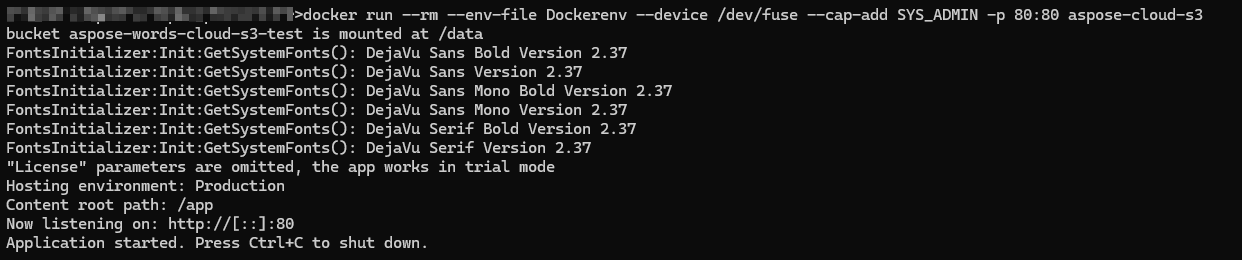 >docker run --rm --env-file Dockerenv --device /dev/fuse --cap-add SYS_ADMIN -p 80:80 aspose-cloud-s3
bucket aspose-words-cloud-s3-test is mounted at /data
FontsInitializer:Init:GetSystemFonts(): DejaVu Sans Bold Version 2.37
FontsInitializer:Init:GetSystemFonts(): DejaVu Sans Version 2.37
FontsInitializer:Init:GetSystemFonts(): DejaVu Sans Mono Bold Version 2.37
FontsInitializer:Init:GetSystemFonts(): DejaVu Sans Mono Version 2.37
FontsInitializer:Init:GetSystemFonts(): DejaVu Serif Bold Version 2.37
FontsInitializer:Init:GetSystemFonts(): DejaVu Serif Version 2.37
"License" parameters are omitted, the app works in trial mode
Hosting environment: Production
Content root path: /app
Now listening on: http://[::]:80
Application started. Press Ctrl+C to shut down.